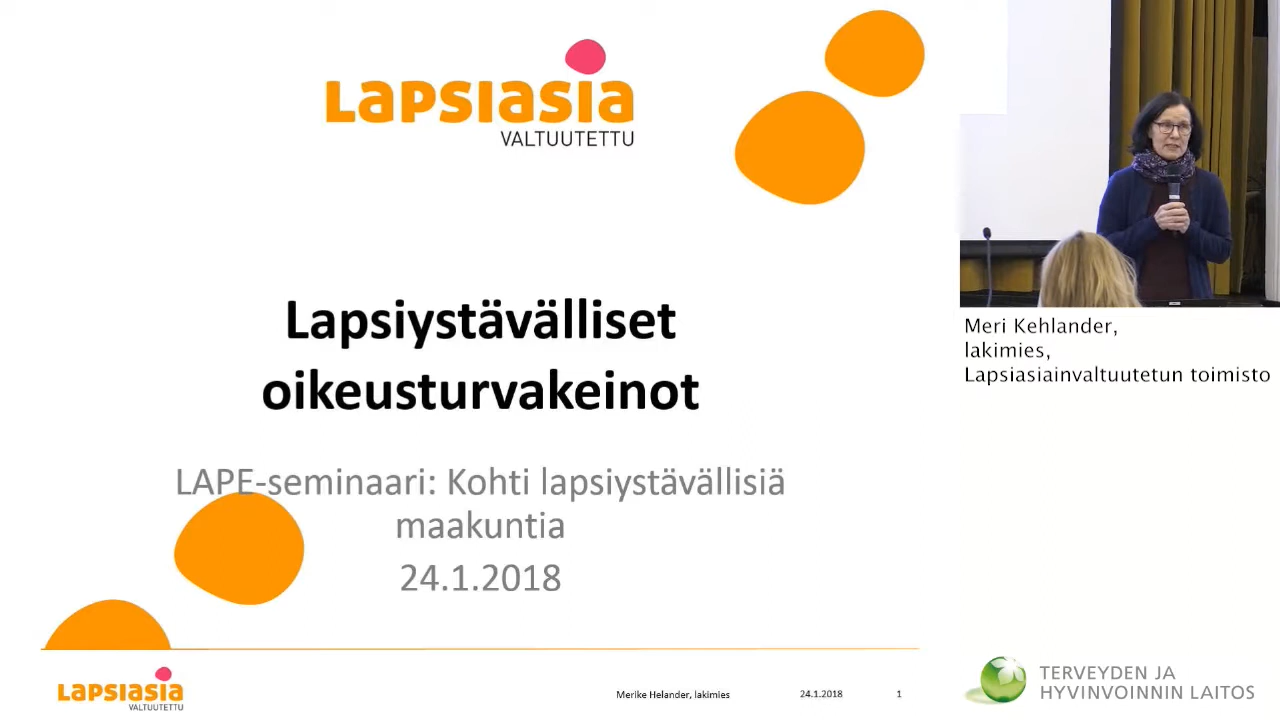 Lapsiasia
VALTUUTETTU
Lapsiystävälliset
oikeusturvakeinot
LAPE-seminaari: Kohti lapsiystävällisiä
maakuntia
24.1.2018
Lapsiasia
VALTUUTETTU
Merike Helander, lakimies
24.1.2018
1
Meri Kehlander,
lakimies,
Lapsiasiainvaltuutetun toimisto
TERVEYDEN JA
HYVINVOINNIN LAITOS